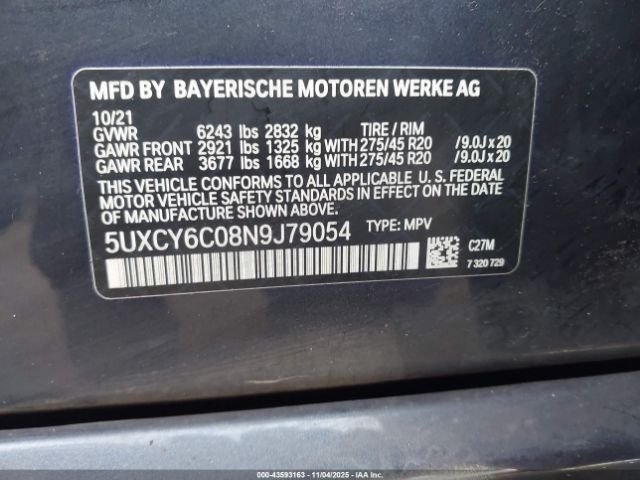 MFD BY BAYERISCHE MOTOREN WERKE AG
10/21
GVWR 6243 lbs 2832 kg TIRE / RIM
GAWR FRONT 2921 lbs 1325 kg WITH 275/45 R20 /9.0J x 20
GAWR REAR 3677 lbs 1668 kg WITH 275/45 R20 /9.0J x 20
THIS VEHICLE CONFORMS TO ALL APPLICABLE U. S. FEDERAL
MOTOR VEHICLE SAFETY STANDARDS IN EFFECT ON THE DATE
OF MANUFACTURE SHOWN ABOVE.
5UXCY6C08N9J79054 TYPE: MPV
C27M
7 320 729
000-43593163 - 11/04/2025 - IAAI.COM